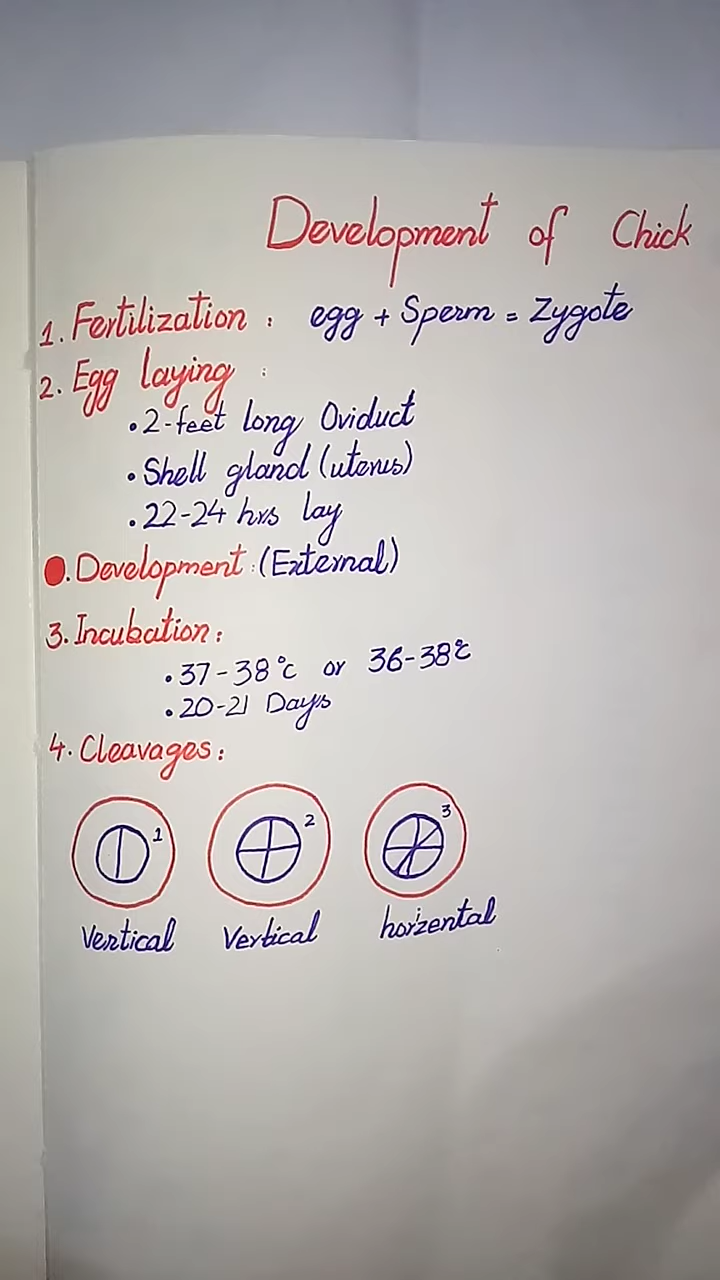 Development of Chick
1. Fertilization : egg + Sperm = Zygote
2. Egg laying :
• 2-feet long Oviduct
• Shell gland (uterus)
• 22-24 hrs lay
. Development : (External)
3. Incubation :
• 37-38°c or 36-38°c
• 20-21 Days
4. Cleavages :
1 2 3
Vertical Vertical horizental